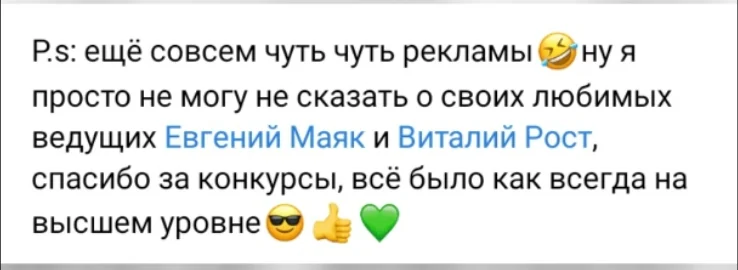 P.s: ещё совсем чуть чуть рекламы🤣ну я
просто не могу не сказать о своих любимых
ведущих Евгений Маяк и Виталий Рост,
спасибо за конкурсы, всё было как всегда на
высшем уровне😎👍💚